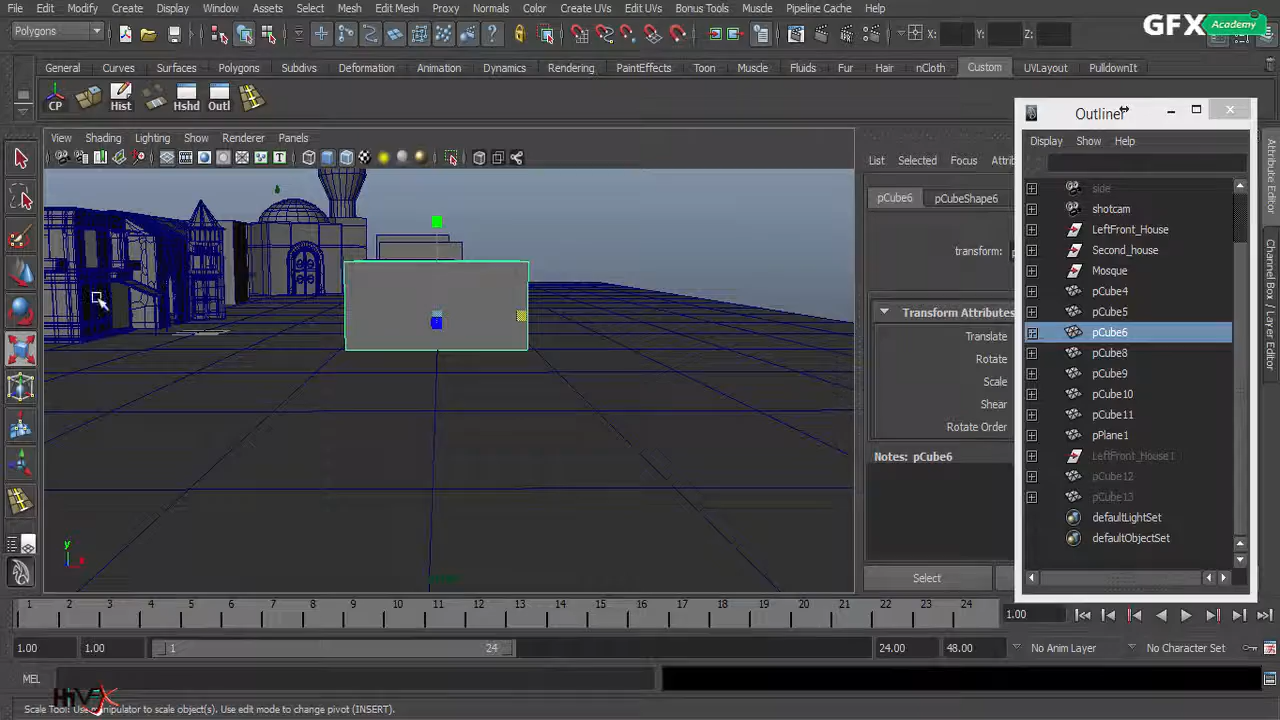 File Edit Modify Create Display Window Assets Select Mesh Edit Mesh Proxy Normals Color Create UVs Edit UVs Bonus Tools Muscle Pipeline Cache Help
GFX Academy
Polygons
X: Y: Z:
General Curves Surfaces Polygons Subdivs Deformation Animation Dynamics Rendering PaintEffects Toon Muscle Fluids Fur Hair nCloth Custom UVLayout PulldownIt
CP Hist Hshd Outl
Outliner
View Shading Lighting Show Renderer Panels
Display Show Help
List Selected Focus Attri
pCube6 pCubeShape6
transform:
Transform Attributes
Translate
Rotate
Scale
Shear
Rotate Order
Notes: pCube6
Select
side
shotcam
LeftFront_House
Second_house
Mosque
pCube4
pCube5
pCube6
pCube8
pCube9
pCube10
pCube11
pPlane1
LeftFront_House1
pCube12
pCube13
defaultLightSet
defaultObjectSet
Attribute Editor
Channel Box / Layer Editor
y
x
1 2 3 4 5 6 7 8 9 10 11 12 13 14 15 16 17 18 19 20 21 22 23 24
1.00
1.00 1.00 1 24 24.00 48.00 No Anim Layer No Character Set
MEL
HiVFX
Scale Tool: Use manipulator to scale object(s). Use edit mode to change pivot (INSERT).